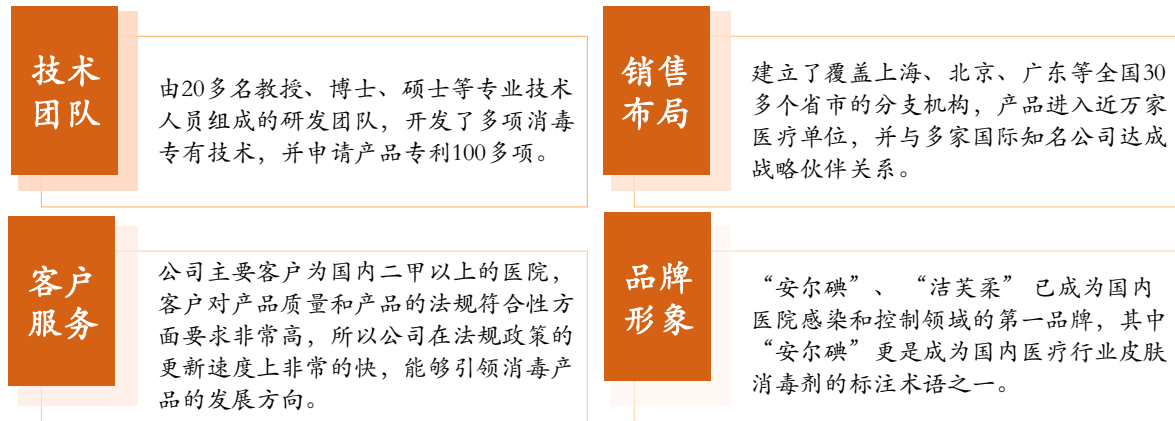 技术
团队
由20多名教授、博士、硕士等专业技术
人员组成的研发团队，开发了多项消毒
专有技术，并申请产品专利100多项。
销售
布局
建立了覆盖上海、北京、广东等全国30
多个省市的分支机构，产品进入近万家
医疗单位，并与多家国际知名公司达成
战略伙伴关系。
客户
服务
公司主要客户为国内二甲以上的医院，
客户对产品质量和产品的法规符合性方
面要求非常高，所以公司在法规政策的
更新速度上非常的快，能够引领消毒产
品的发展方向。
品牌
形象
“安尔碘”、 “洁芙柔” 已成为国内
医院感染和控制领域的第一品牌，其中
“安尔碘” 更是成为国内医疗行业皮肤
消毒剂的标注术语之一。